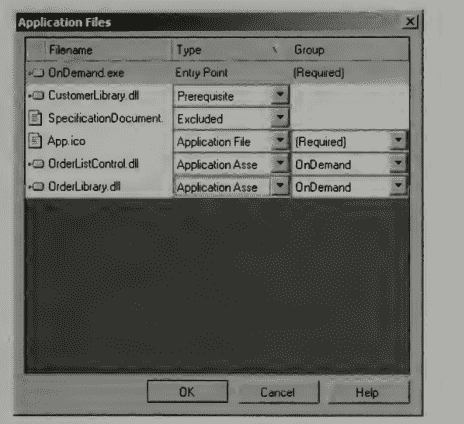 Application Files
Filename Type Group
OnDemand.exe Entry Point (Required)
CustomerLibrary.dll Prerequisite
SpecificationDocument. Excluded
App.ico Application File (Required)
OrderListControl.dll Application Asse OnDemand
OrderLibrary.dll Application Asse OnDemand
OK Cancel Help